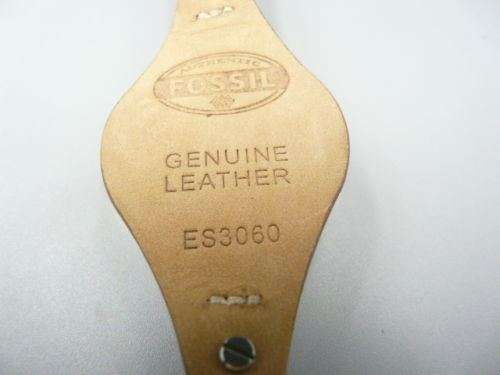 AUTHENTIC
FOSSIL
GENUINE
LEATHER
ES3060